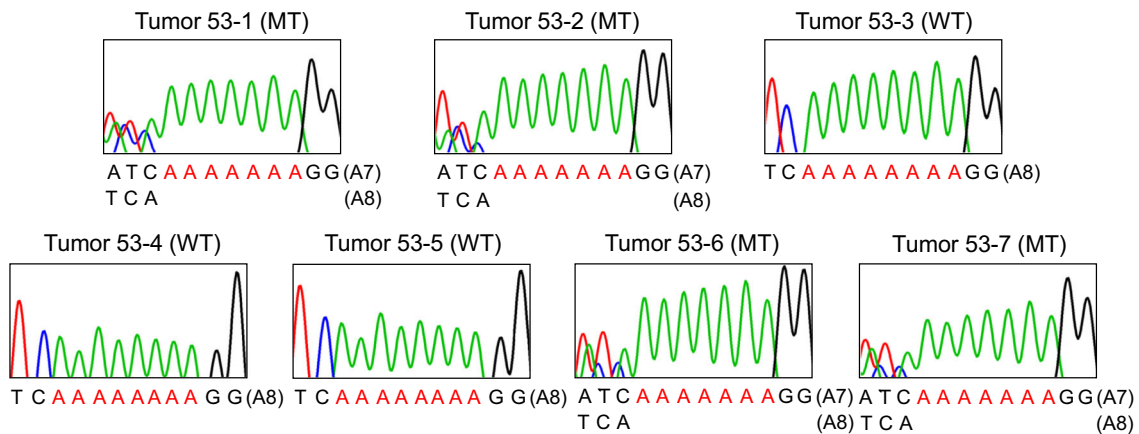 Tumor 53-1 (MT)
A T C A A A A A A A G G (A7)
T C A (A8)
Tumor 53-2 (MT)
A T C A A A A A A A G G (A7)
T C A (A8)
Tumor 53-3 (WT)
T C A A A A A A A A G G (A8)
Tumor 53-4 (WT)
T C A A A A A A A A G G (A8)
Tumor 53-5 (WT)
T C A A A A A A A A G G (A8)
Tumor 53-6 (MT)
A T C A A A A A A A G G (A7)
T C A (A8)
Tumor 53-7 (MT)
A T C A A A A A A A G G (A7)
T C A (A8)